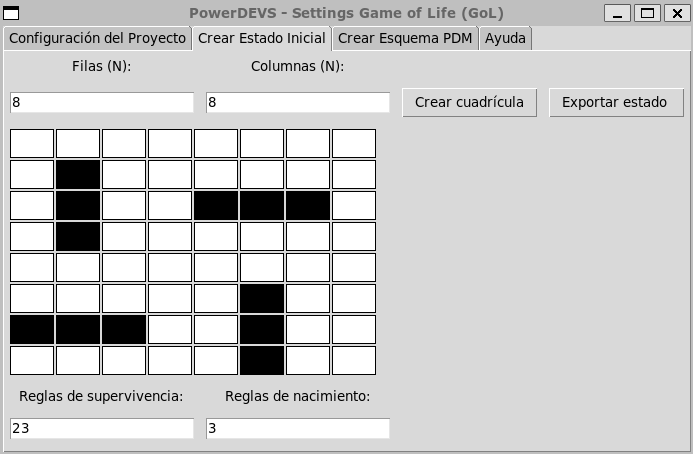 PowerDEVS - Settings Game of Life (GoL)
Configuración del Proyecto Crear Estado Inicial Crear Esquema PDM Ayuda
Filas (N): Columnas (N):
8 8 Crear cuadrícula Exportar estado
Reglas de supervivencia: Reglas de nacimiento:
23 3